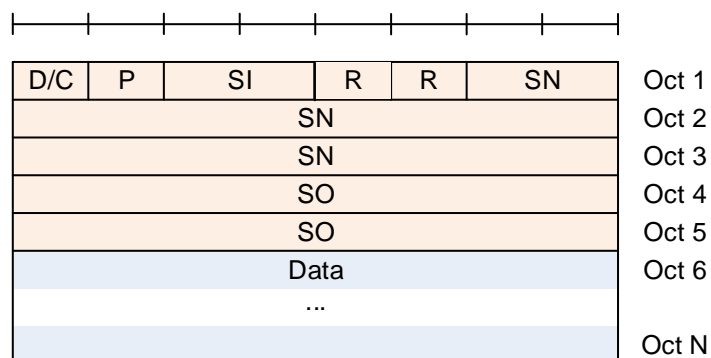 D/C P SI R R SN Oct 1
SN Oct 2
SN Oct 3
SO Oct 4
SO Oct 5
Data Oct 6
...
Oct N